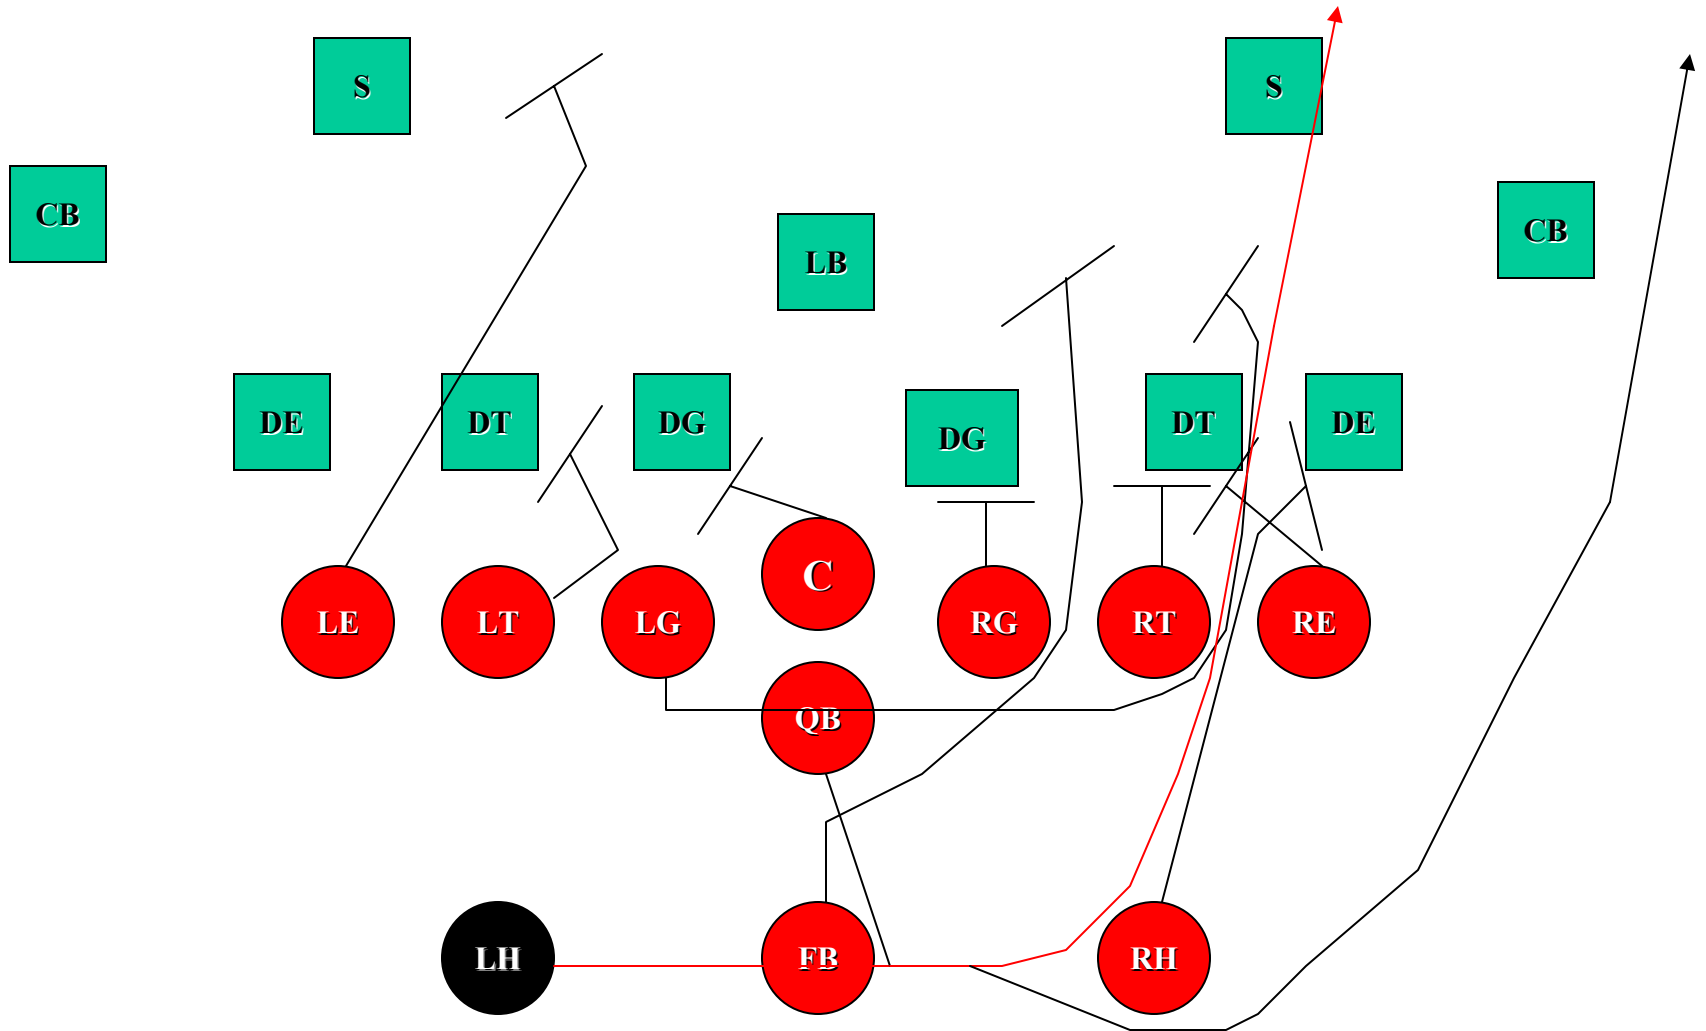 S
S
CB
CB
LB
DE
DT
DG
DG
DT
DE
LE
LT
LG
C
RG
RT
RE
QB
LH
FB
RH